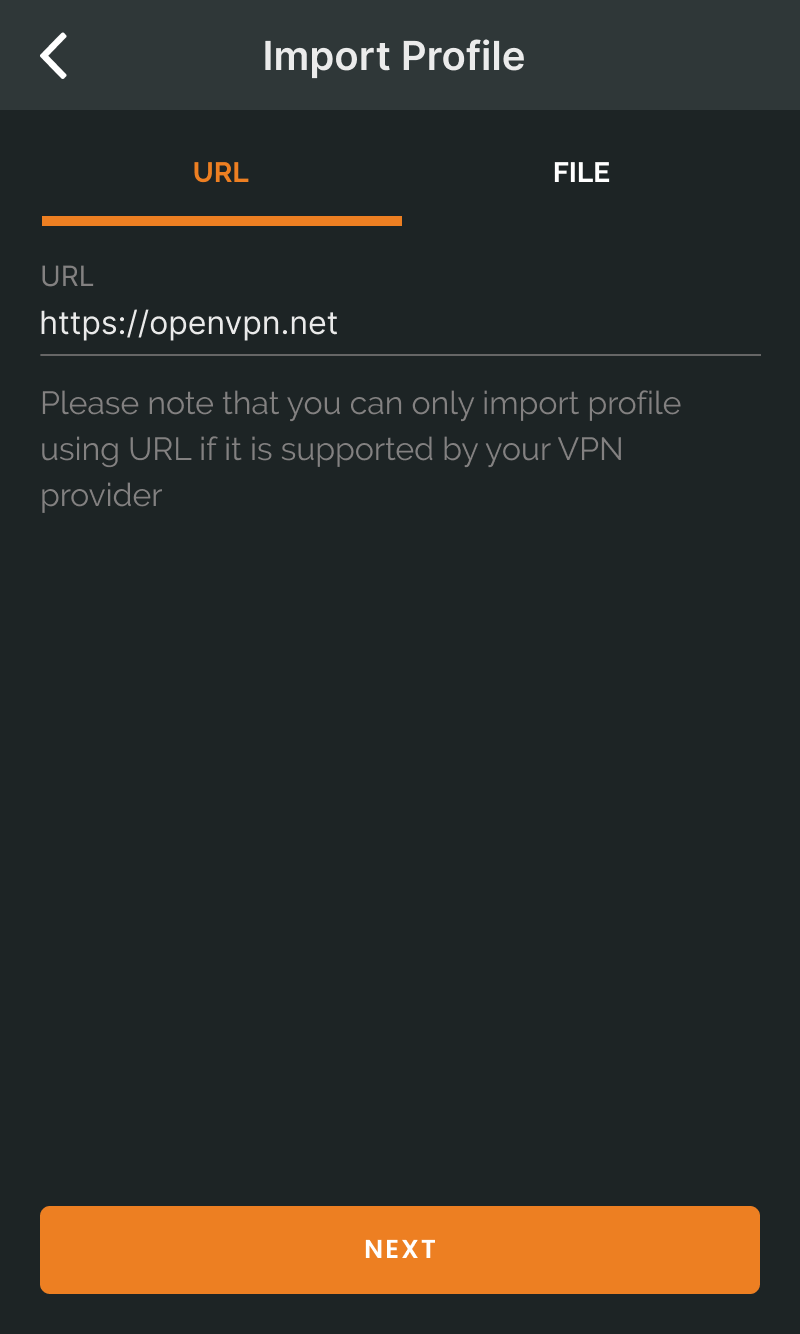 Import Profile
URL
FILE
URL
https://openvpn.net
Please note that you can only import profile
using URL if it is supported by your VPN
provider
NEXT